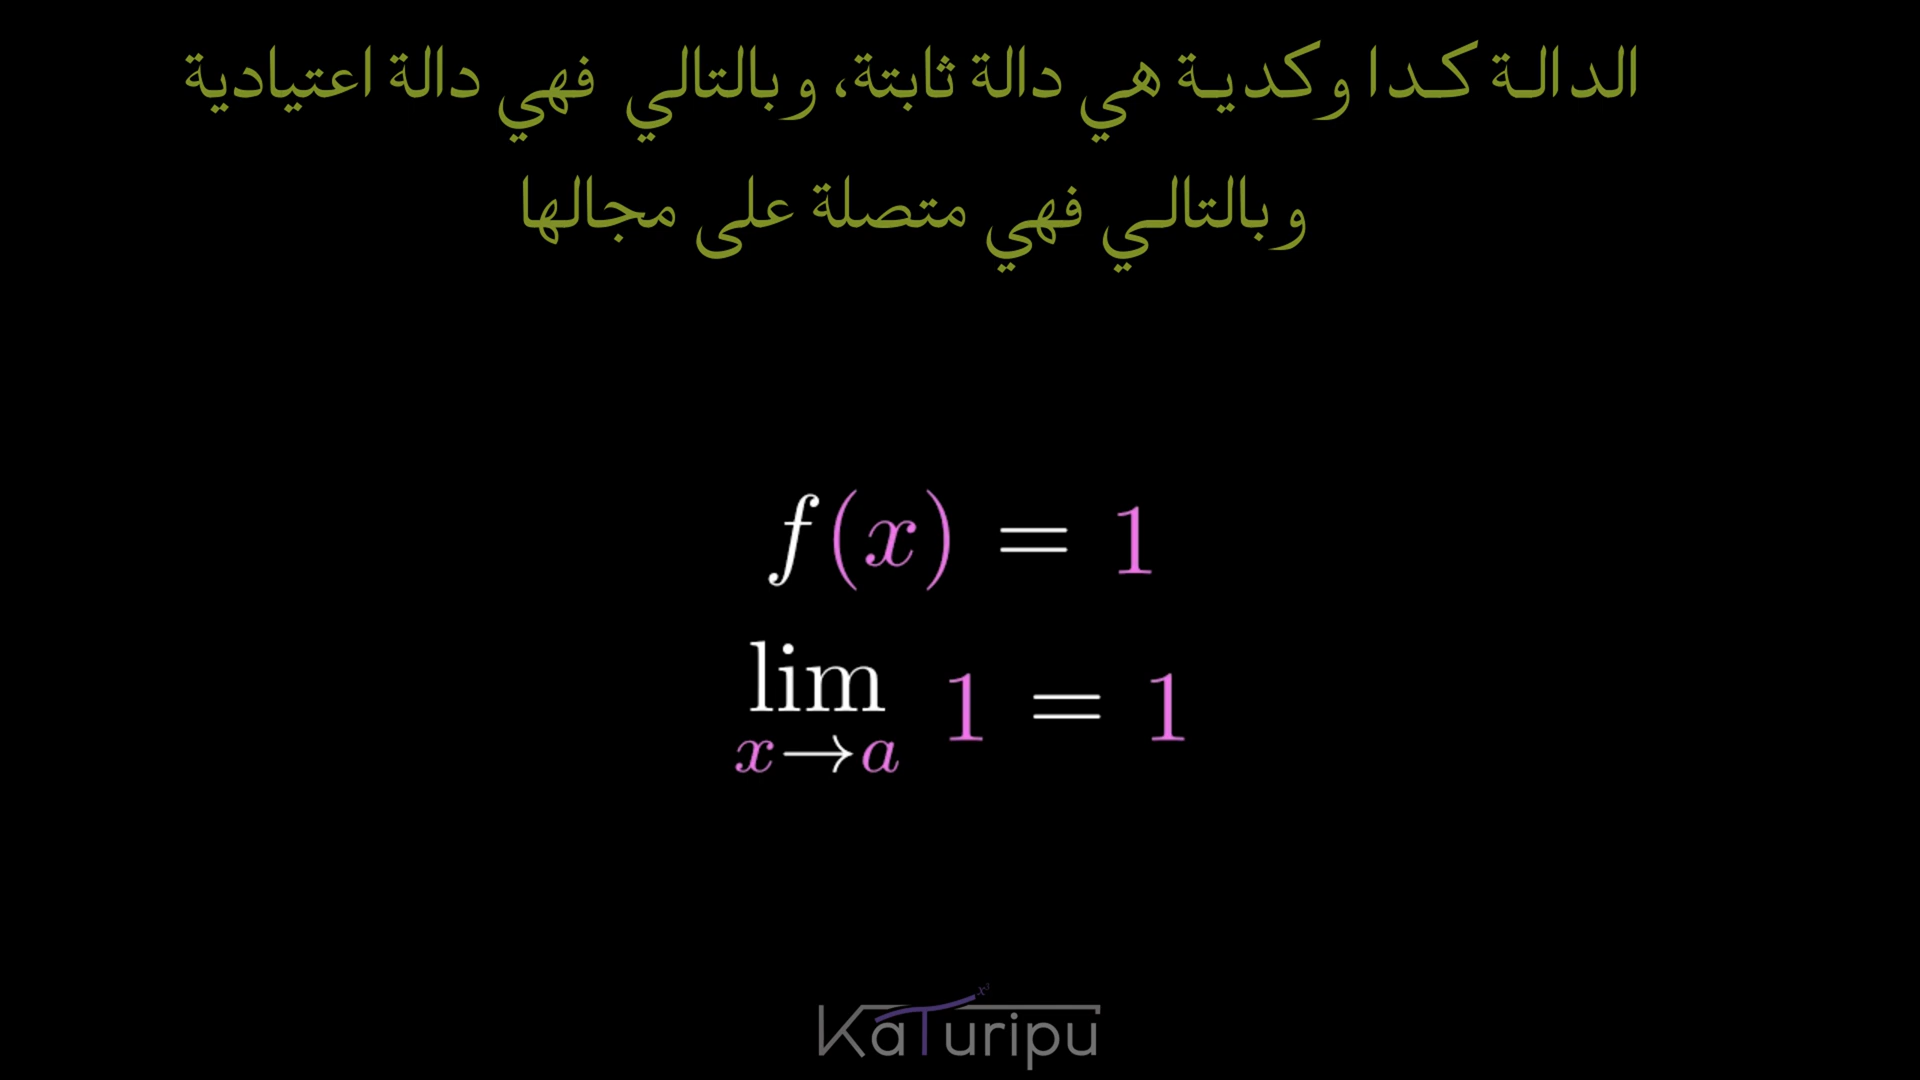 الدالة كدا وكدية هي دالة ثابتة، وبالتالي فهي دالة اعتيادية
وبالتالي فهي متصلة على مجالها
f(x) = 1
lim 1 = 1
x→a
x³
KaTuripu